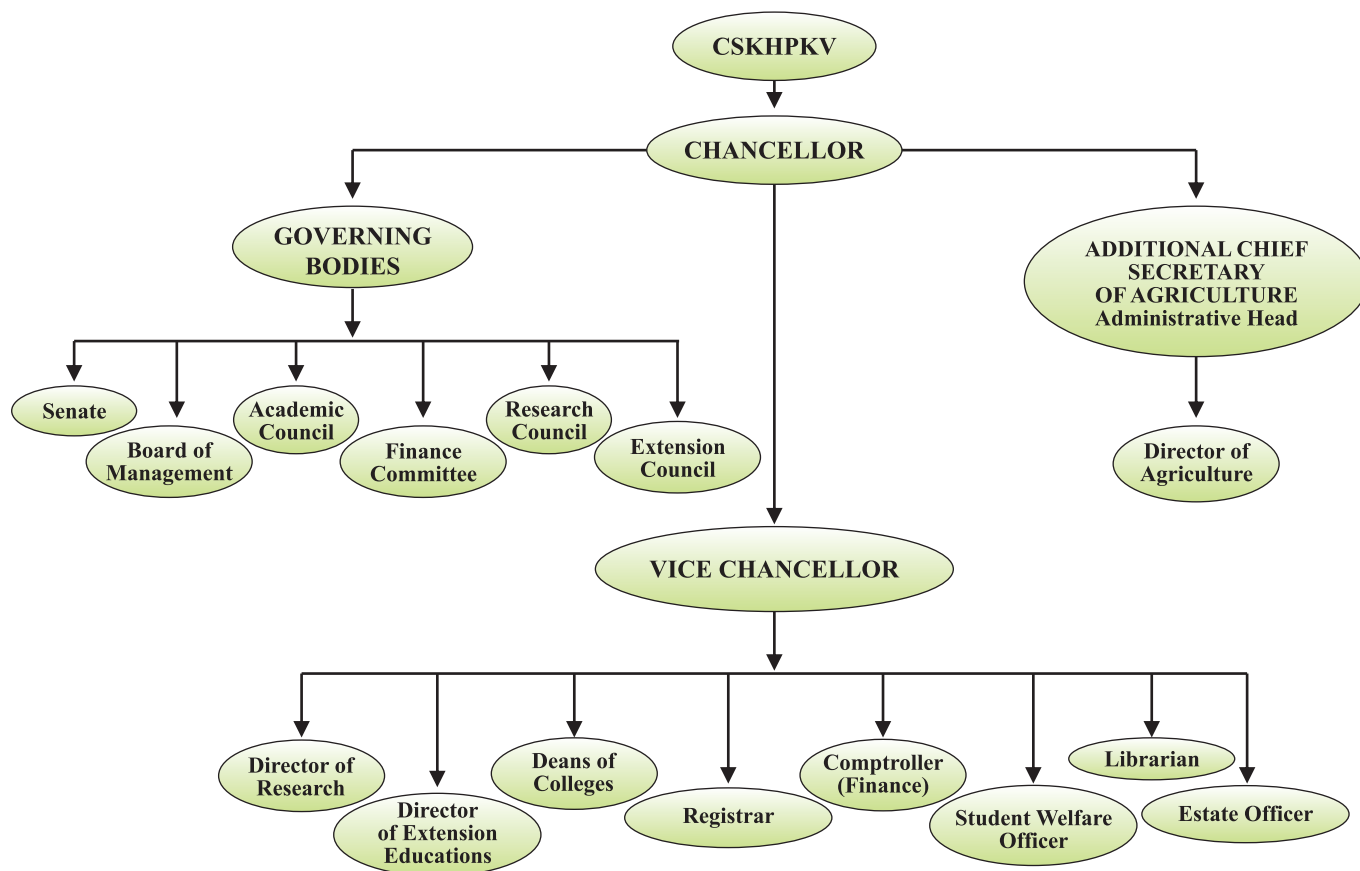 CSKHPKV
CHANCELLOR
GOVERNING
BODIES
ADDITIONAL CHIEF
SECRETARY
OF AGRICULTURE
Administrative Head
Senate
Board of
Management
Academic
Council
Finance
Committee
Research
Council
Extension
Council
Director of
Agriculture
VICE CHANCELLOR
Director of
Research
Director
of Extension
Educations
Deans of
Colleges
Registrar
Comptroller
(Finance)
Student Welfare
Officer
Librarian
Estate Officer